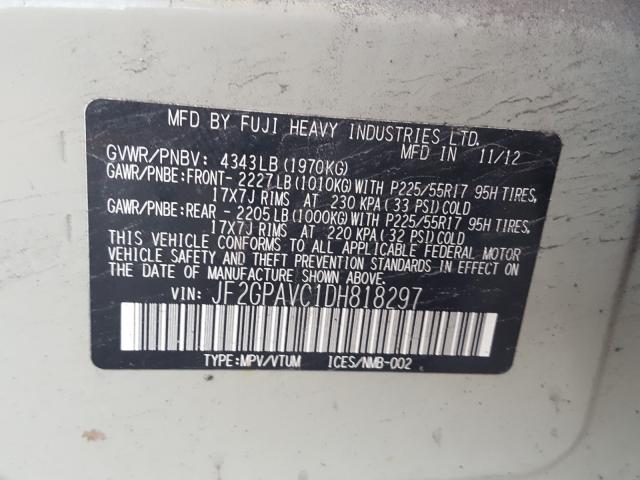 MFD BY FUJI HEAVY INDUSTRIES LTD.
MFD IN 11/12
GVWR/PNBV: 4343LB (1970KG)
GAWR/PNBE:FRONT- 2227LB (1010KG) WITH P225/55R17 95H TIRES,
17X7J RIMS AT 230 KPA (33 PSI) COLD
GAWR/PNBE:REAR - 2205LB (1000KG) WITH P225/55R17 95H TIRES,
17X7J RIMS AT 220 KPA (32 PSI) COLD
THIS VEHICLE CONFORMS TO ALL APPLICABLE FEDERAL MOTOR
VEHICLE SAFETY AND THEFT PREVENTION STANDARDS IN EFFECT ON
THE DATE OF MANUFACTURE SHOWN ABOVE.
VIN: JF2GPAVC1DH818297
TYPE:MPV/VTUM ICES/NMB-002